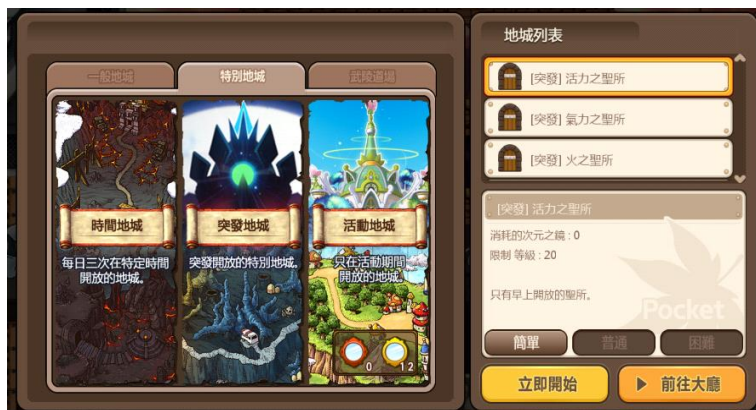 一般地城
特別地城
武陵道場
時間地城
每日三次在特定時間
開放的地城。
突發地城
突發開放的特別地城。
活動地城
只在活動期間
開放的地城。
0
12
地城列表
[突發] 活力之聖所
[突發] 氣力之聖所
[突發] 火之聖所
[突發] 活力之聖所
消耗的次元之鏡 : 0
限制 等級 : 20
只有早上開放的聖所。
Pocket
簡單
普通
困難
立即開始
前往大廳